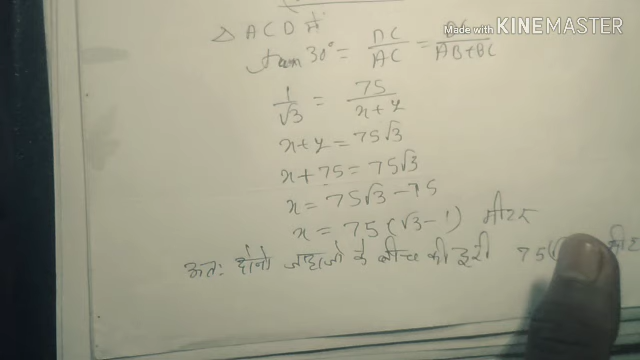 Made with KINEMASTER
△ ACD में
tan 30° = DC/AC = DC/AB+BC
1/√3 = 75/x+y
x+y = 75√3
x+75 = 75√3
x = 75√3 - 75
x = 75(√3-1) मीटर
अतः दोनो जहाजो के बीच की दूरी 75(